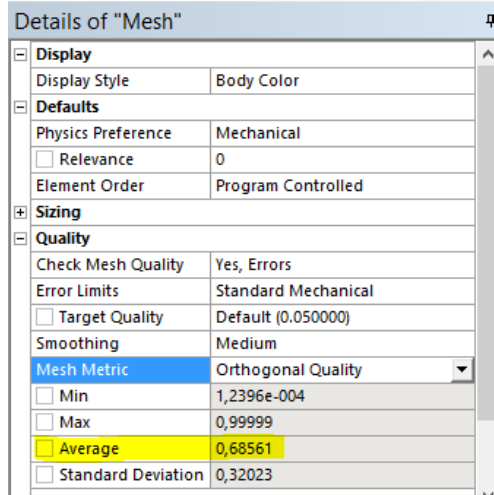 Details of "Mesh"
Display
Display Style Body Color
Defaults
Physics Preference Mechanical
Relevance 0
Element Order Program Controlled
Sizing
Quality
Check Mesh Quality Yes, Errors
Error Limits Standard Mechanical
Target Quality Default (0.050000)
Smoothing Medium
Mesh Metric Orthogonal Quality
Min 1,2396e-004
Max 0,99999
Average 0,68561
Standard Deviation 0,32023